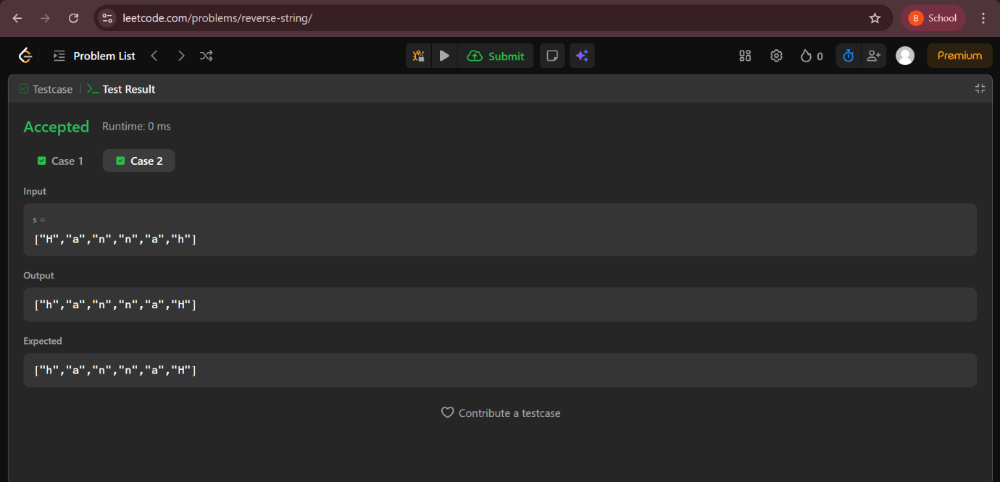 leetcode.com/problems/reverse-string/
B School
Problem List Submit 0 Premium
Testcase Test Result
Accepted Runtime: 0 ms
Case 1 Case 2
Input
s =
["H","a","n","n","a","h"]
Output
["h","a","n","n","a","H"]
Expected
["h","a","n","n","a","H"]
Contribute a testcase